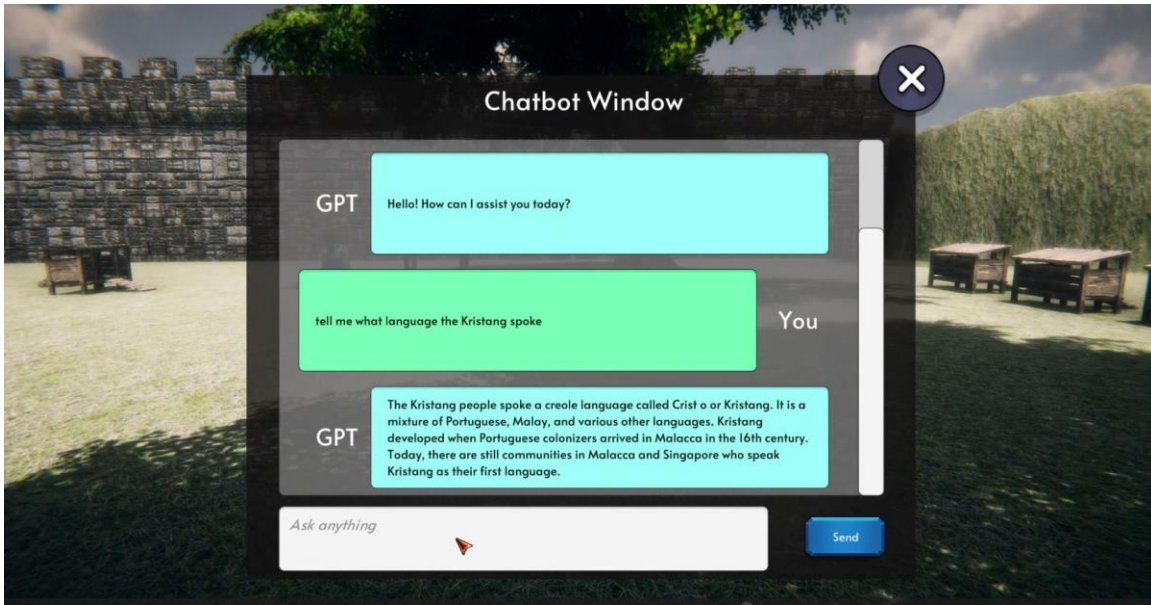 Chatbot Window
GPT
Hello! How can I assist you today?
tell me what language the Kristang spoke
You
GPT
The Kristang people spoke a creole language called Crist o or Kristang. It is a
mixture of Portuguese, Malay, and various other languages. Kristang
developed when Portuguese colonizers arrived in Malacca in the 16th century.
Today, there are still communities in Malacca and Singapore who speak
Kristang as their first language.
Ask anything
Send